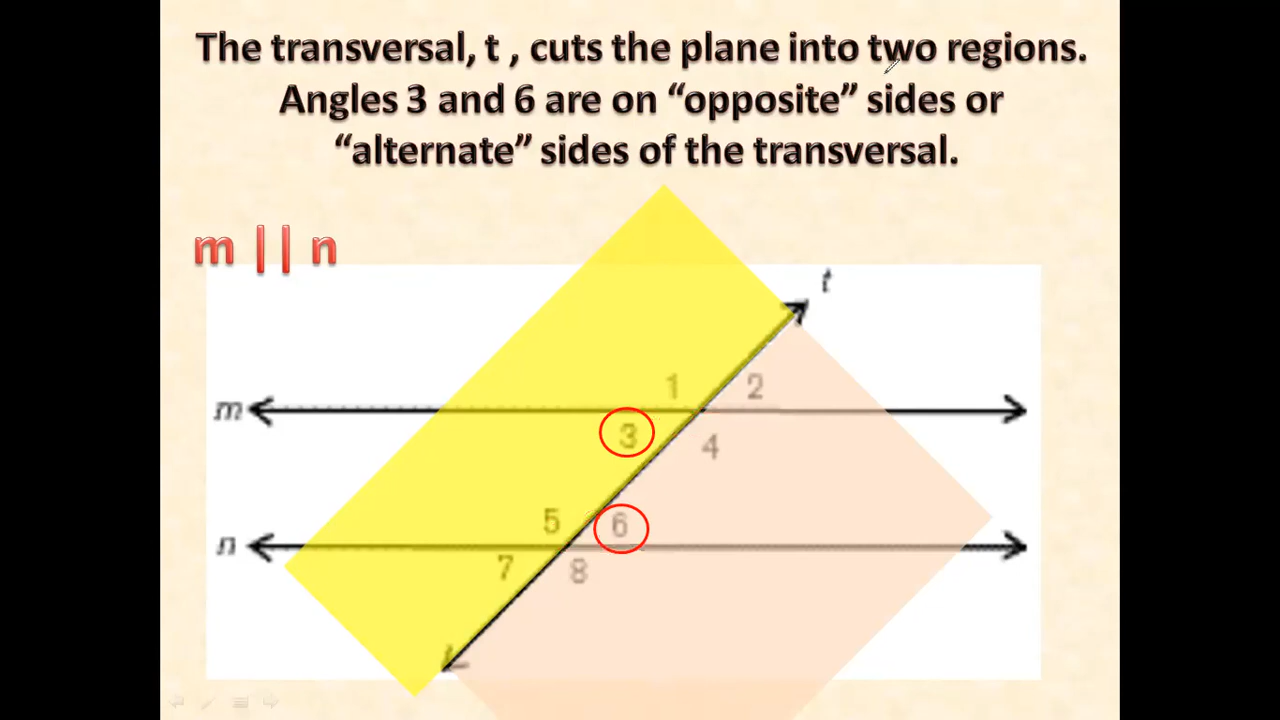 The transversal, t , cuts the plane into two regions.
Angles 3 and 6 are on “opposite” sides or
“alternate” sides of the transversal.
m || n
t
1 2
m
3 4
5 6
n
7 8